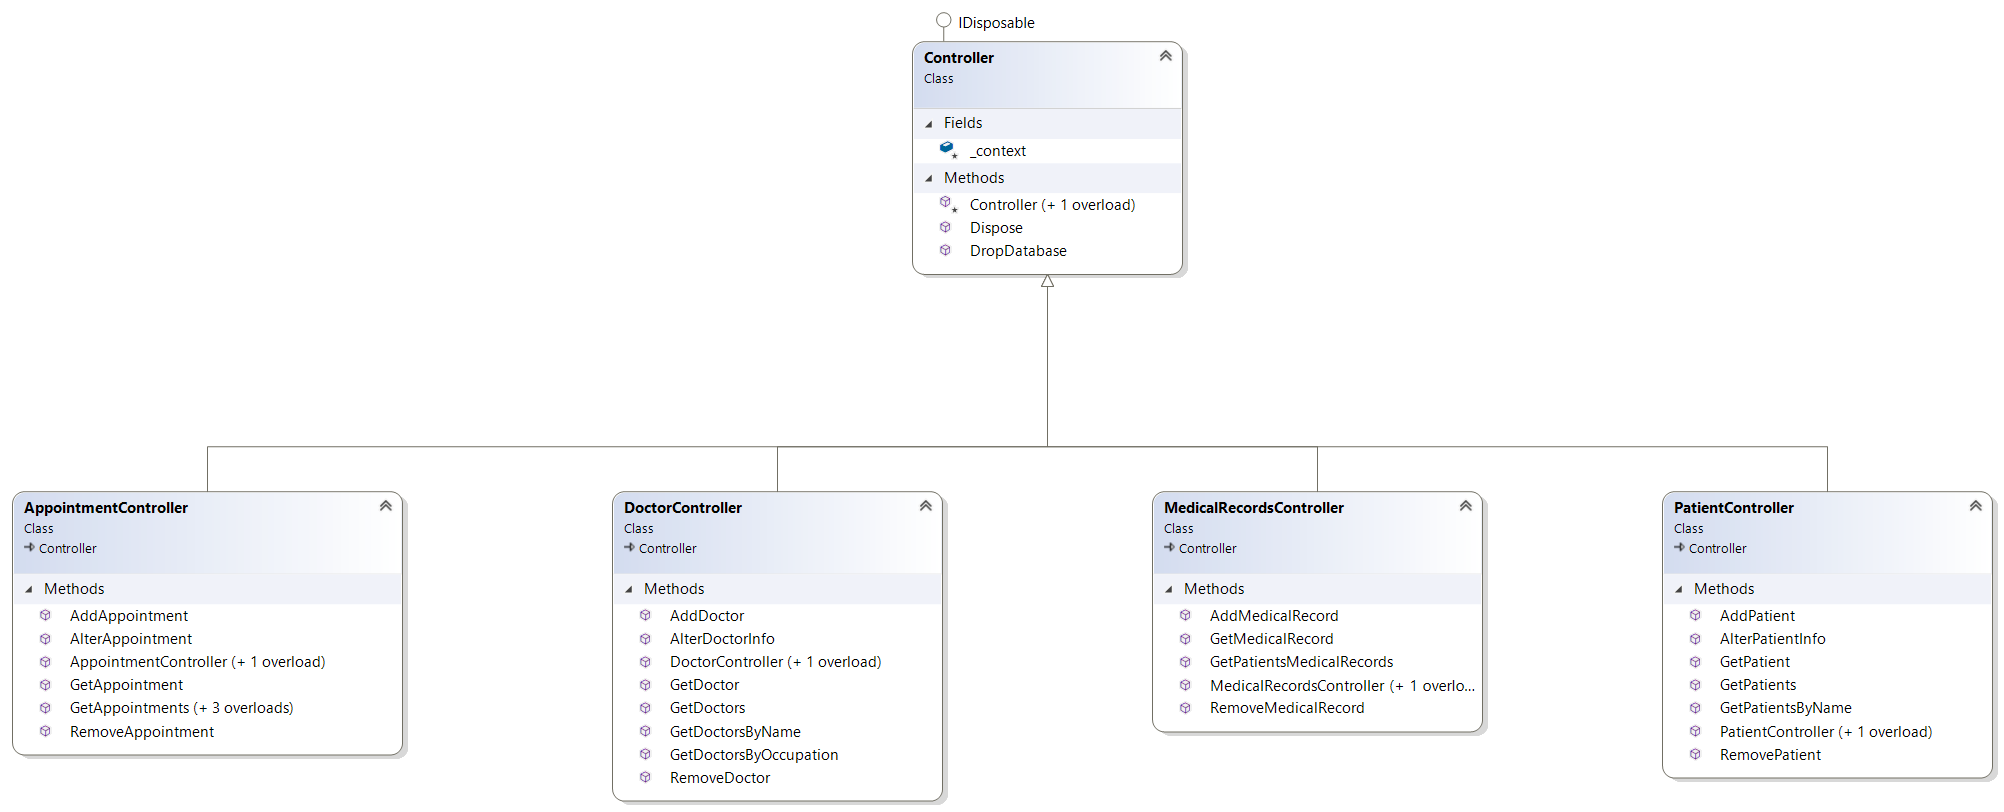 IDisposable
Controller
Class
Fields
_context
Methods
Controller (+ 1 overload)
Dispose
DropDatabase
AppointmentController
Class
Controller
Methods
AddAppointment
AlterAppointment
AppointmentController (+ 1 overload)
GetAppointment
GetAppointments (+ 3 overloads)
RemoveAppointment
DoctorController
Class
Controller
Methods
AddDoctor
AlterDoctorInfo
DoctorController (+ 1 overload)
GetDoctor
GetDoctors
GetDoctorsByName
GetDoctorsByOccupation
RemoveDoctor
MedicalRecordsController
Class
Controller
Methods
AddMedicalRecord
GetMedicalRecord
GetPatientsMedicalRecords
MedicalRecordsController (+ 1 overlo...
RemoveMedicalRecord
PatientController
Class
Controller
Methods
AddPatient
AlterPatientInfo
GetPatient
GetPatients
GetPatientsByName
PatientController (+ 1 overload)
RemovePatient